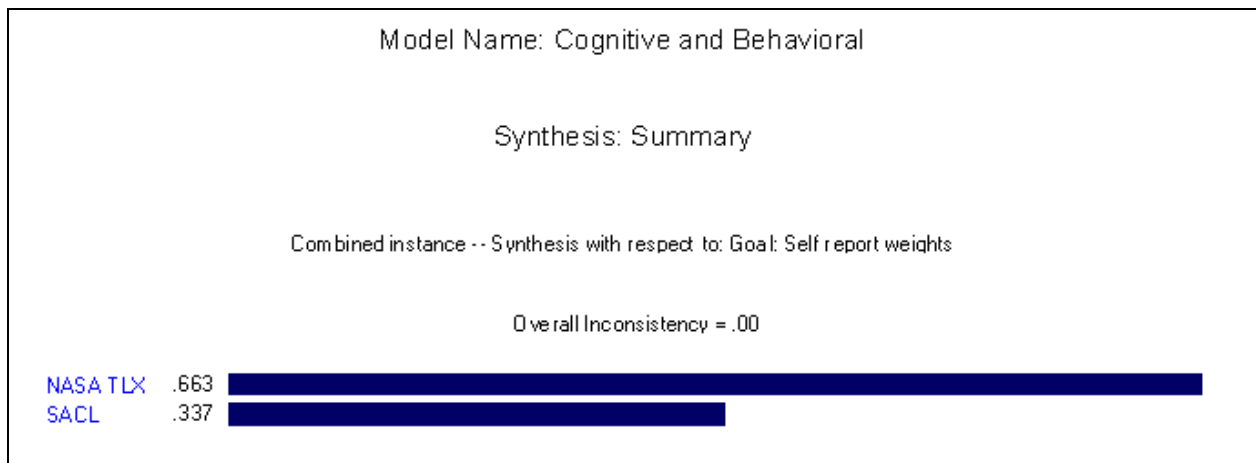 Model Name: Cognitive and Behavioral
Synthesis: Summary
Combined instance -- Synthesis with respect to: Goal: Self report weights
Overall Inconsistency = .00
NASA TLX .663
SACL .337